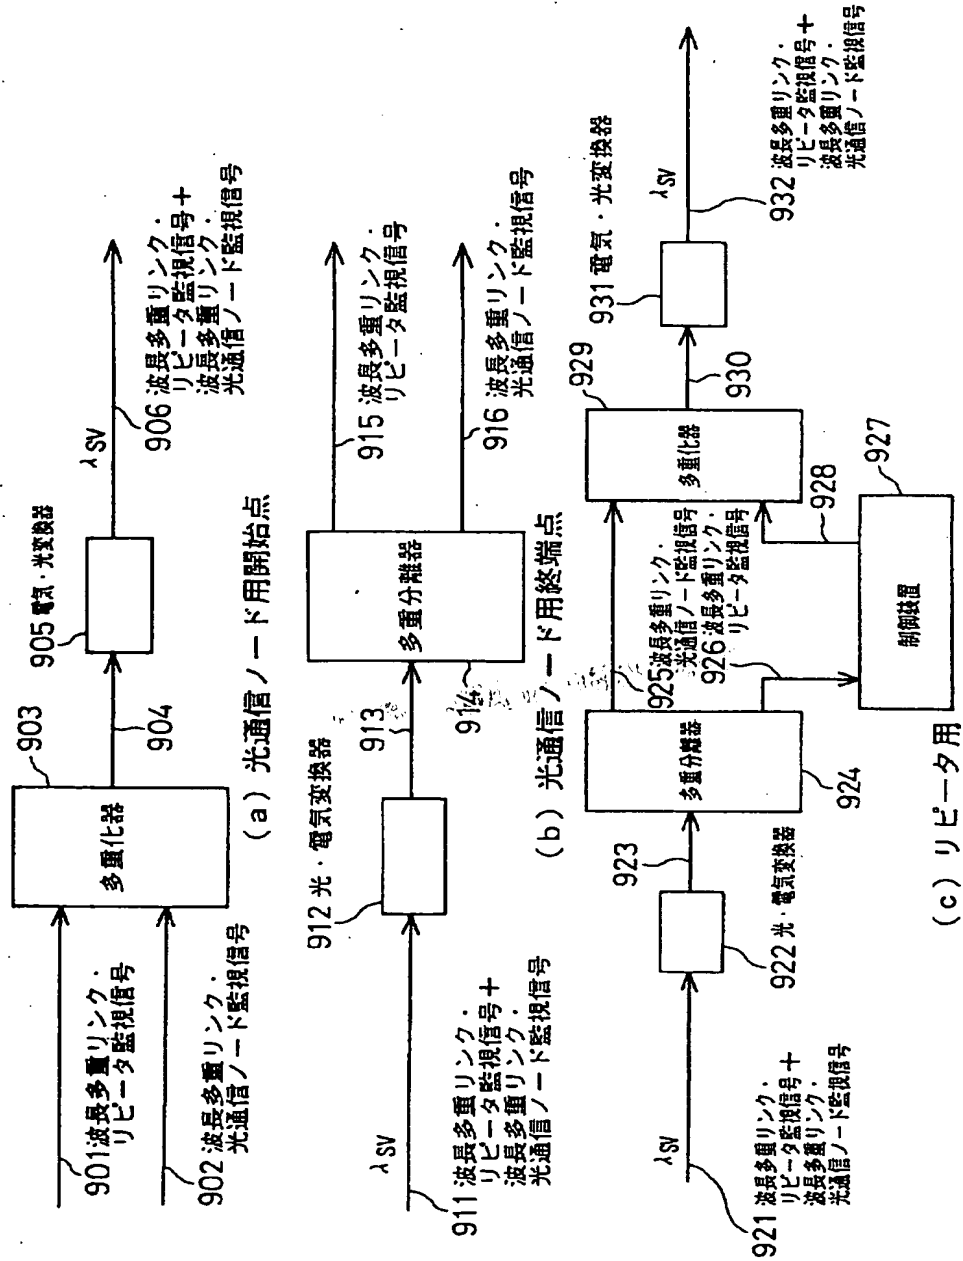 901 波長多重リンク・
リピータ監視信号
902 波長多重リンク・
光通信ノード監視信号
903
多重化器
904
905 電気・光変換器
λSV
906 波長多重リンク・
リピータ監視信号+
波長多重リンク・
光通信ノード監視信号
(a) 光通信ノード用開始点
λSV
911 波長多重リンク・
リピータ監視信号+
波長多重リンク・
光通信ノード監視信号
912 光・電気変換器
913
914
多重分離器
915 波長多重リンク・
リピータ監視信号
916 波長多重リンク・
光通信ノード監視信号
(b) 光通信ノード用終端点
λSV
921 波長多重リンク・
リピータ監視信号+
波長多重リンク・
光通信ノード監視信号
922 光・電気変換器
923
924
多重分離器
925 波長多重リンク・
光通信ノード監視信号
926 波長多重リンク・
リピータ監視信号
927
制御装置
928
929
多重化器
930
931 電気・光変換器
λSV
932 波長多重リンク・
リピータ監視信号+
波長多重リンク・
光通信ノード監視信号
(c) リピータ用